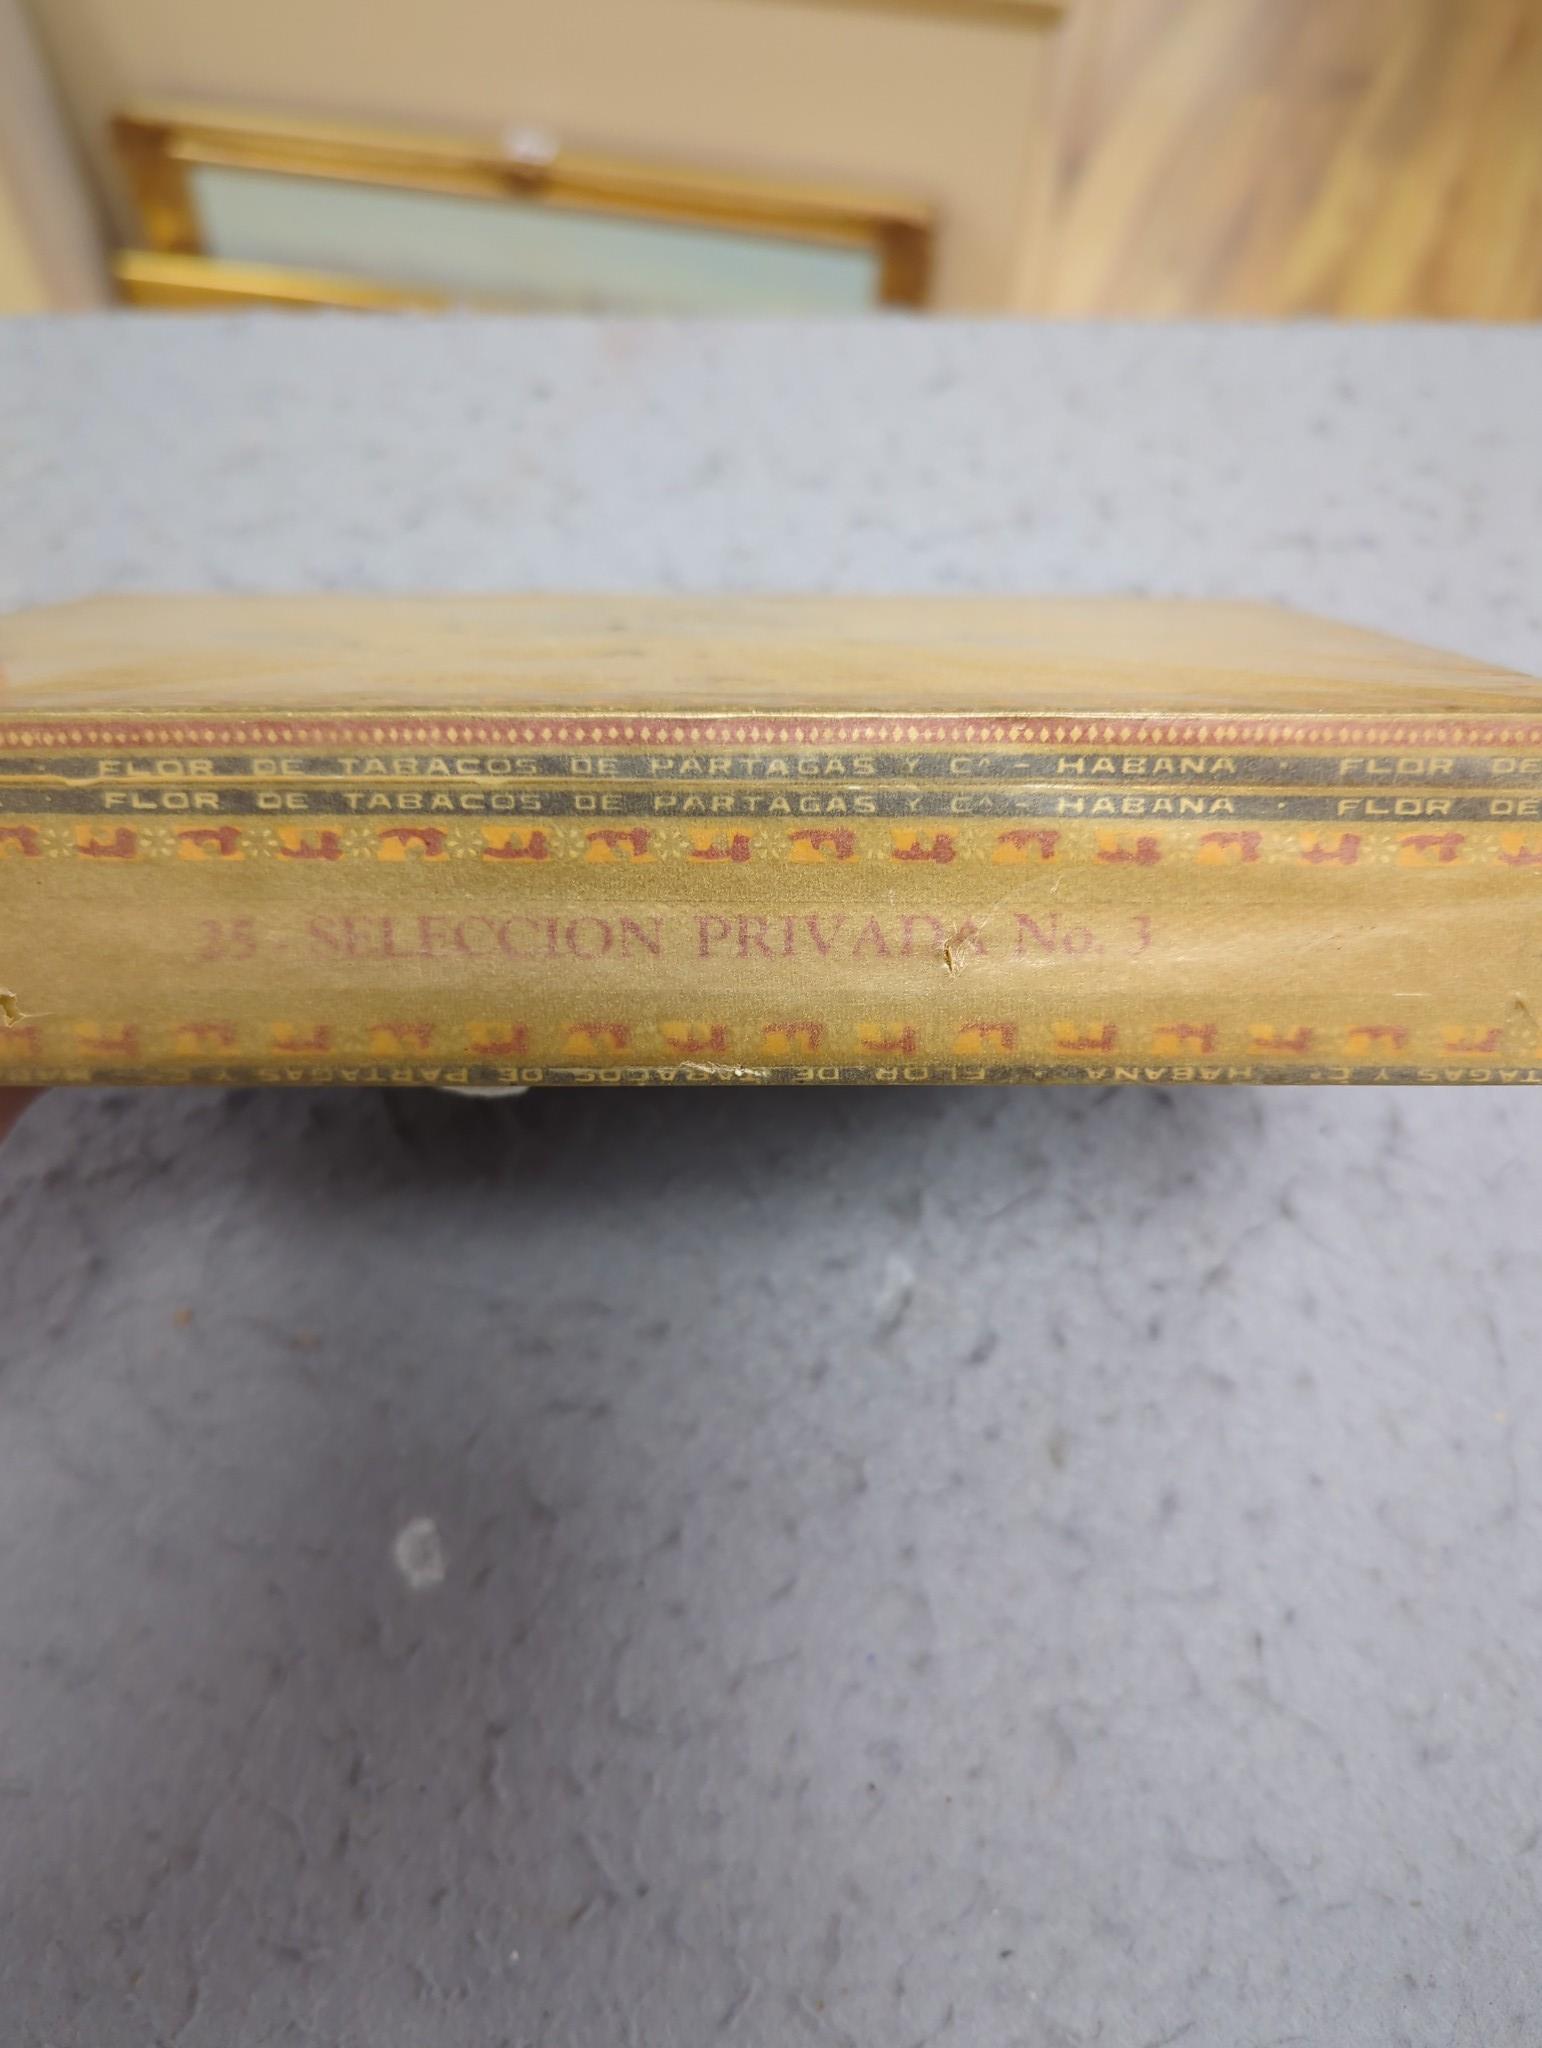 · FLOR DE TABACOS DE PARTAGAS Y Cª - HABANA · FLOR DE
· FLOR DE TABACOS DE PARTAGAS Y Cª - HABANA · FLOR DE
25 - SELECCION PRIVADA No. 3
TAGAS Y Cª HABANA · FLOR DE TABACOS DE PARTAGAS Y C